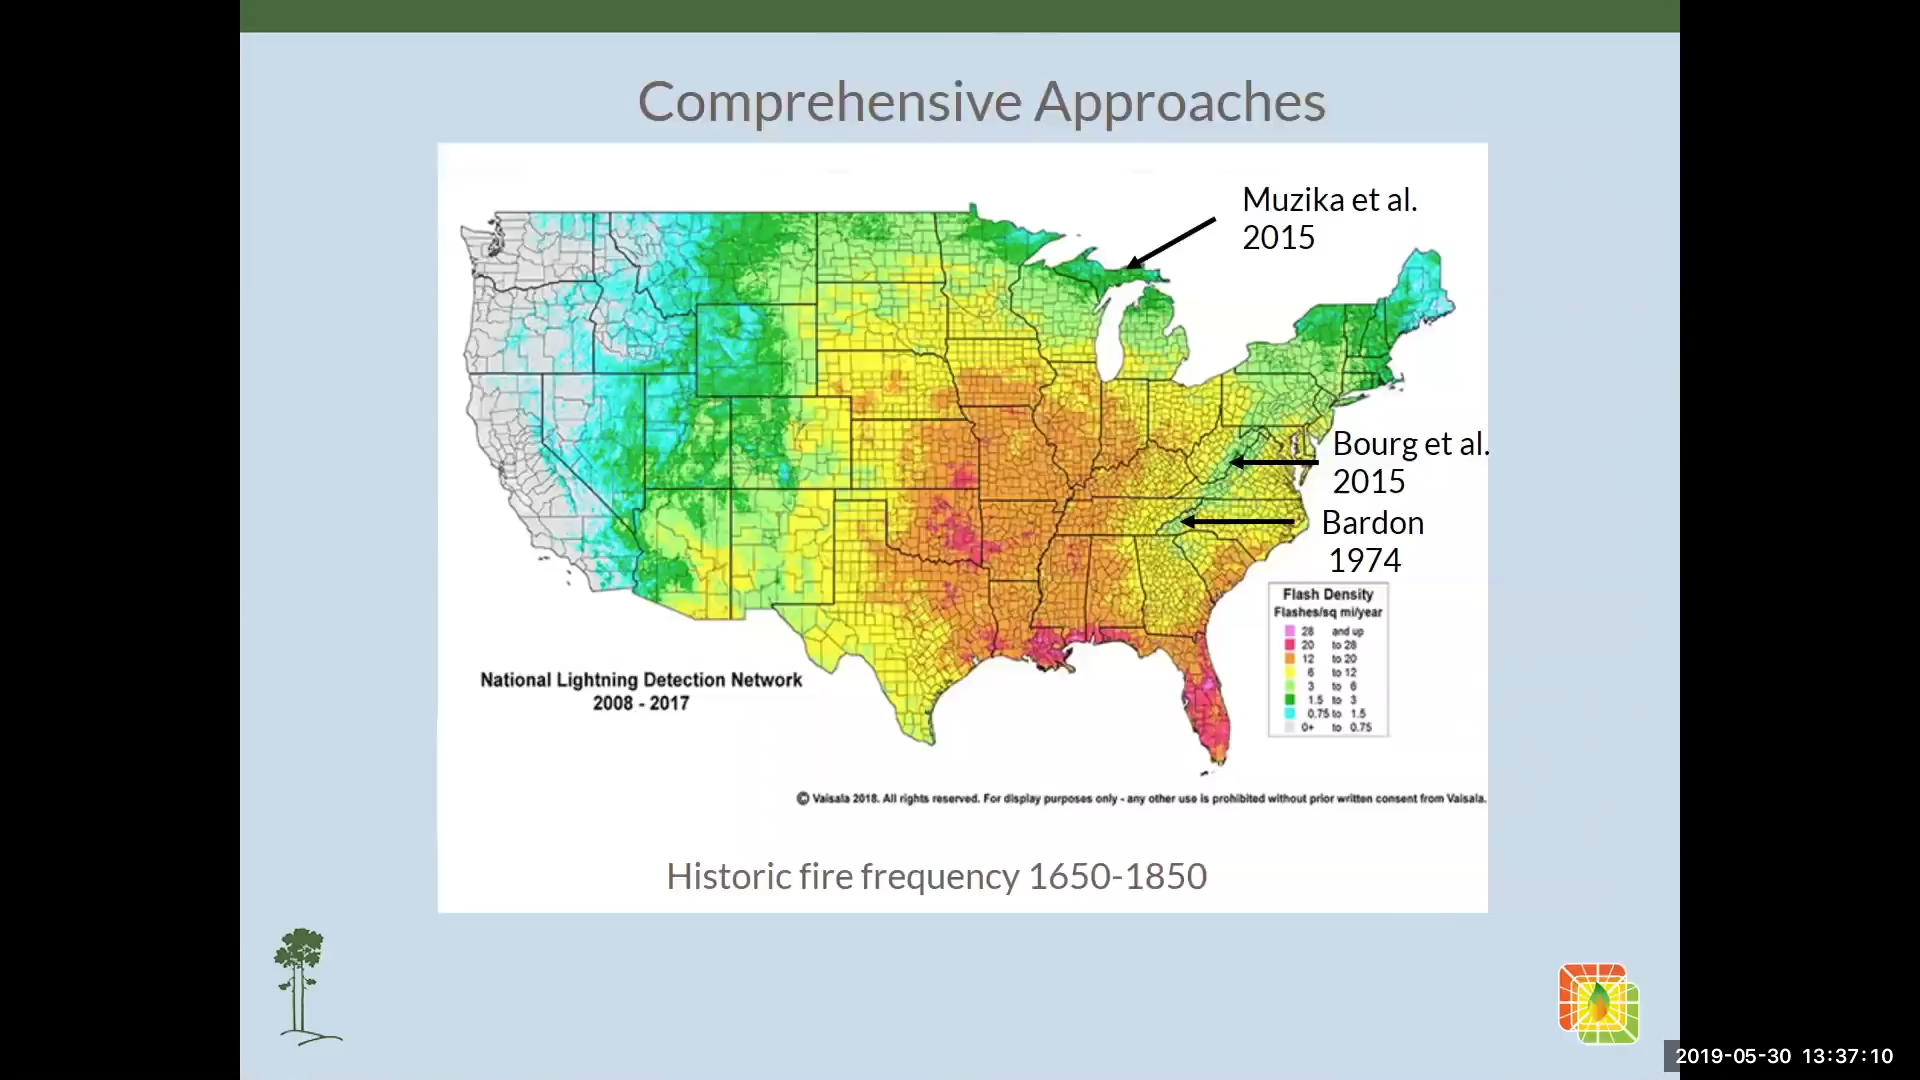 Comprehensive Approaches
Muzika et al.
2015
Bourg et al.
2015
Bardon
1974
Flash Density
Flashes/sq mi/year
28 and up
20 to 28
12 to 20
6 to 12
3 to 6
1.5 to 3
0.75 to 1.5
0+ to 0.75
National Lightning Detection Network
2008 - 2017
© Vaisala 2018. All rights reserved. For display purposes only - any other use is prohibited without prior written consent from Vaisala.
Historic fire frequency 1650-1850
2019-05-30 13:37:10